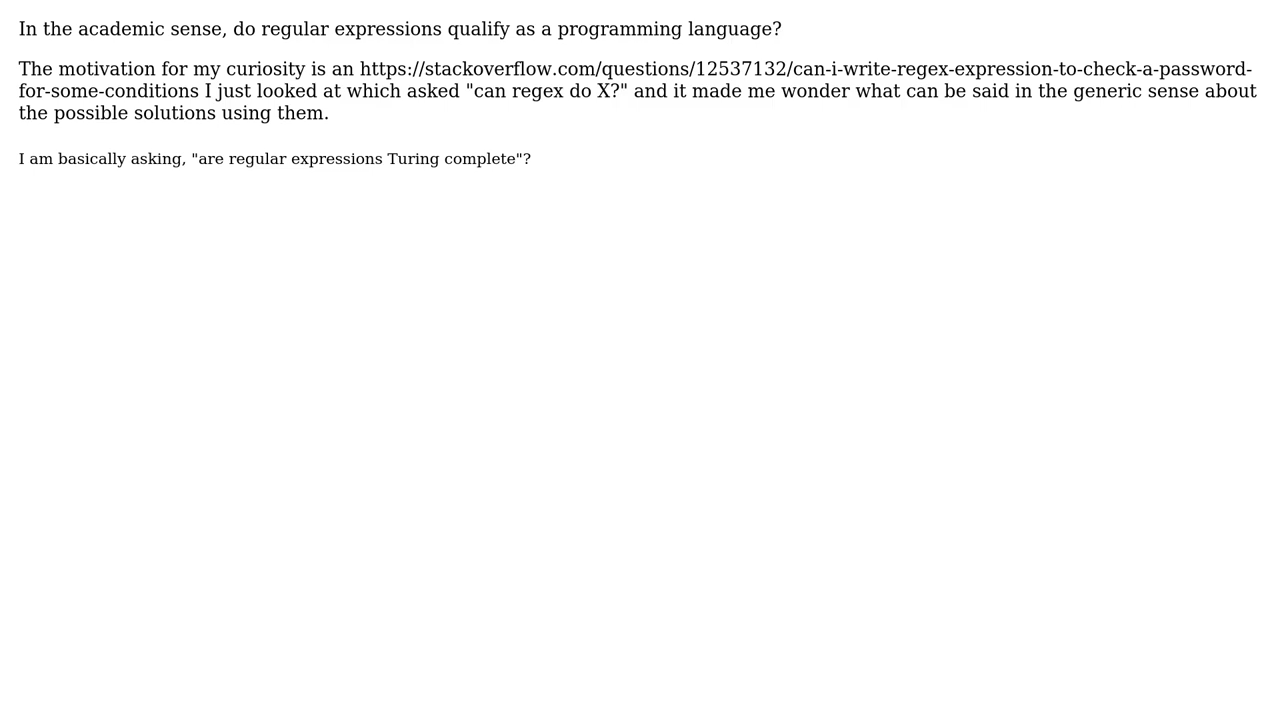 In the academic sense, do regular expressions qualify as a programming language?
The motivation for my curiosity is an https://stackoverflow.com/questions/12537132/can-i-write-regex-expression-to-check-a-password-
for-some-conditions I just looked at which asked "can regex do X?" and it made me wonder what can be said in the generic sense about
the possible solutions using them.
I am basically asking, "are regular expressions Turing complete"?